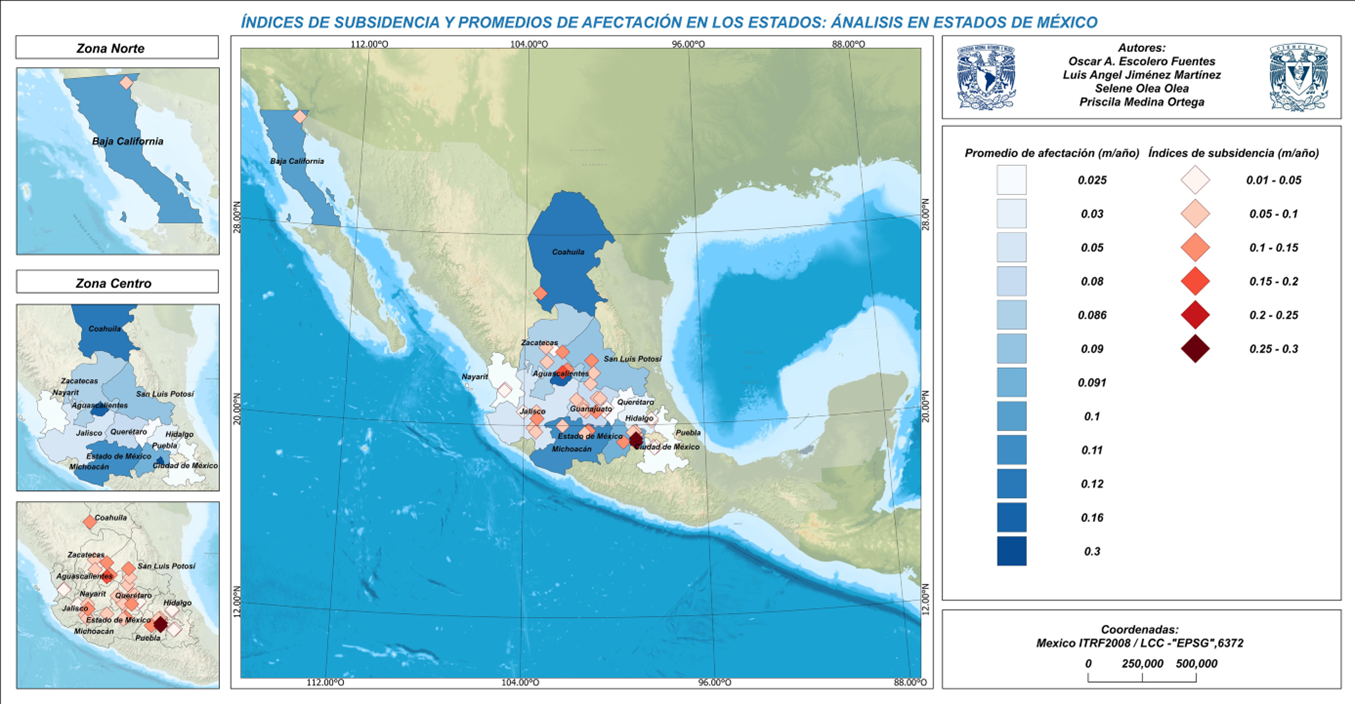 ÍNDICES DE SUBSIDENCIA Y PROMEDIOS DE AFECTACIÓN EN LOS ESTADOS: ÁNALISIS EN ESTADOS DE MÉXICO
Zona Norte
Baja California
Zona Centro
Coahuila
Zacatecas
Nayarit
San Luis Potosí
Aguascalientes
Jalisco
Querétaro
Hidalgo
Puebla
Estado de México
Michoacán
Ciudad de México
Coahuila
Zacatecas
San Luis Potosí
Aguascalientes
Nayarit
Querétaro
Hidalgo
Jalisco
Estado de México
Michoacán
Puebla
112.00°O
104.00°O
96.00°O
88.00°O
Baja California
28.00°N
28.00°N
Coahuila
Zacatecas
San Luis Potosí
Nayarit
Aguascalientes
Querétaro
20.00°N
20.00°N
Jalisco
Guanajuato
Hidalgo
Estado de México
Puebla
Michoacán
Ciudad de México
12.00°N
12.00°N
112.00°O
104.00°O
96.00°O
88.00°O
Autores:
Oscar A. Escolero Fuentes
Luis Angel Jiménez Martínez
Selene Olea Olea
Priscila Medina Ortega
CIENCIAS
Promedio de afectación (m/año) Índices de subsidencia (m/año)
0.025 0.01 - 0.05
0.03 0.05 - 0.1
0.05 0.1 - 0.15
0.08 0.15 - 0.2
0.086 0.2 - 0.25
0.09 0.25 - 0.3
0.091
0.1
0.11
0.12
0.16
0.3
Coordenadas:
Mexico ITRF2008 / LCC -"EPSG",6372
0 250,000 500,000